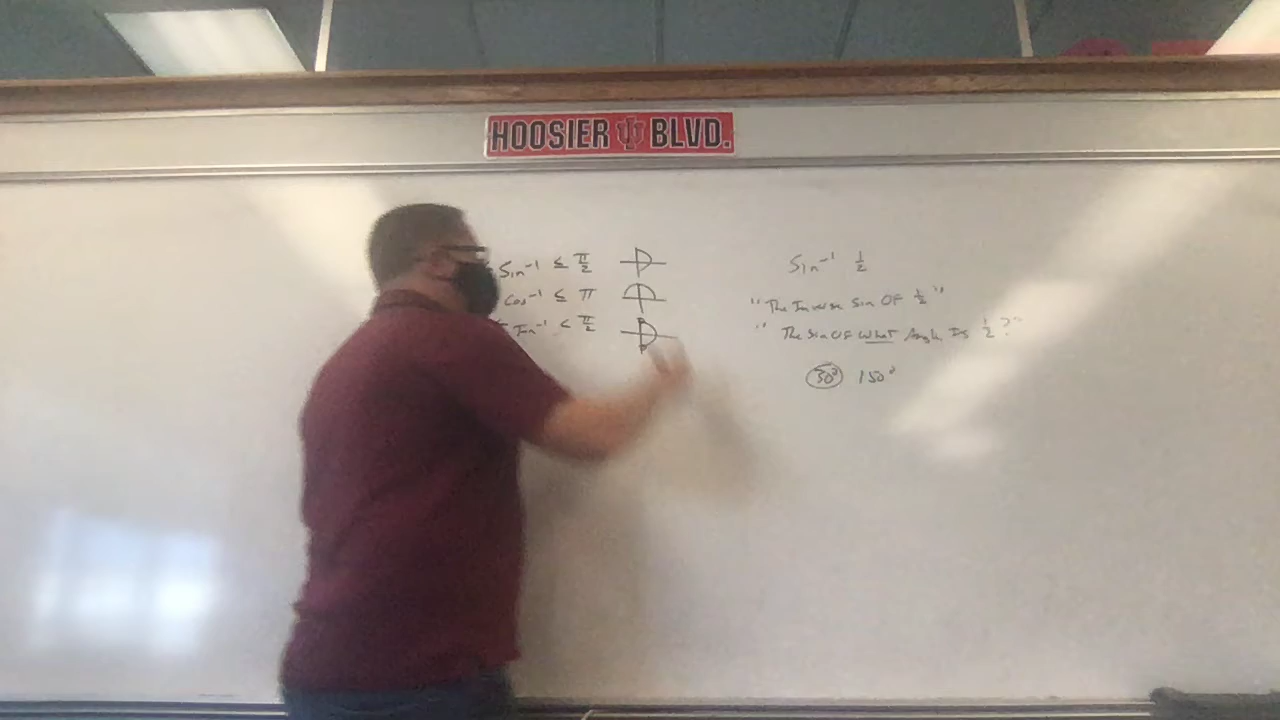 HOOSIER IU BLVD.
Sin⁻¹ ≤ π/2
Cos⁻¹ ≤ π
Tan⁻¹ < π/2
Sin⁻¹ 1/2
"The Inverse Sin OF 1/2"
"The Sin OF What Angle Is 1/2?"
30° 150°